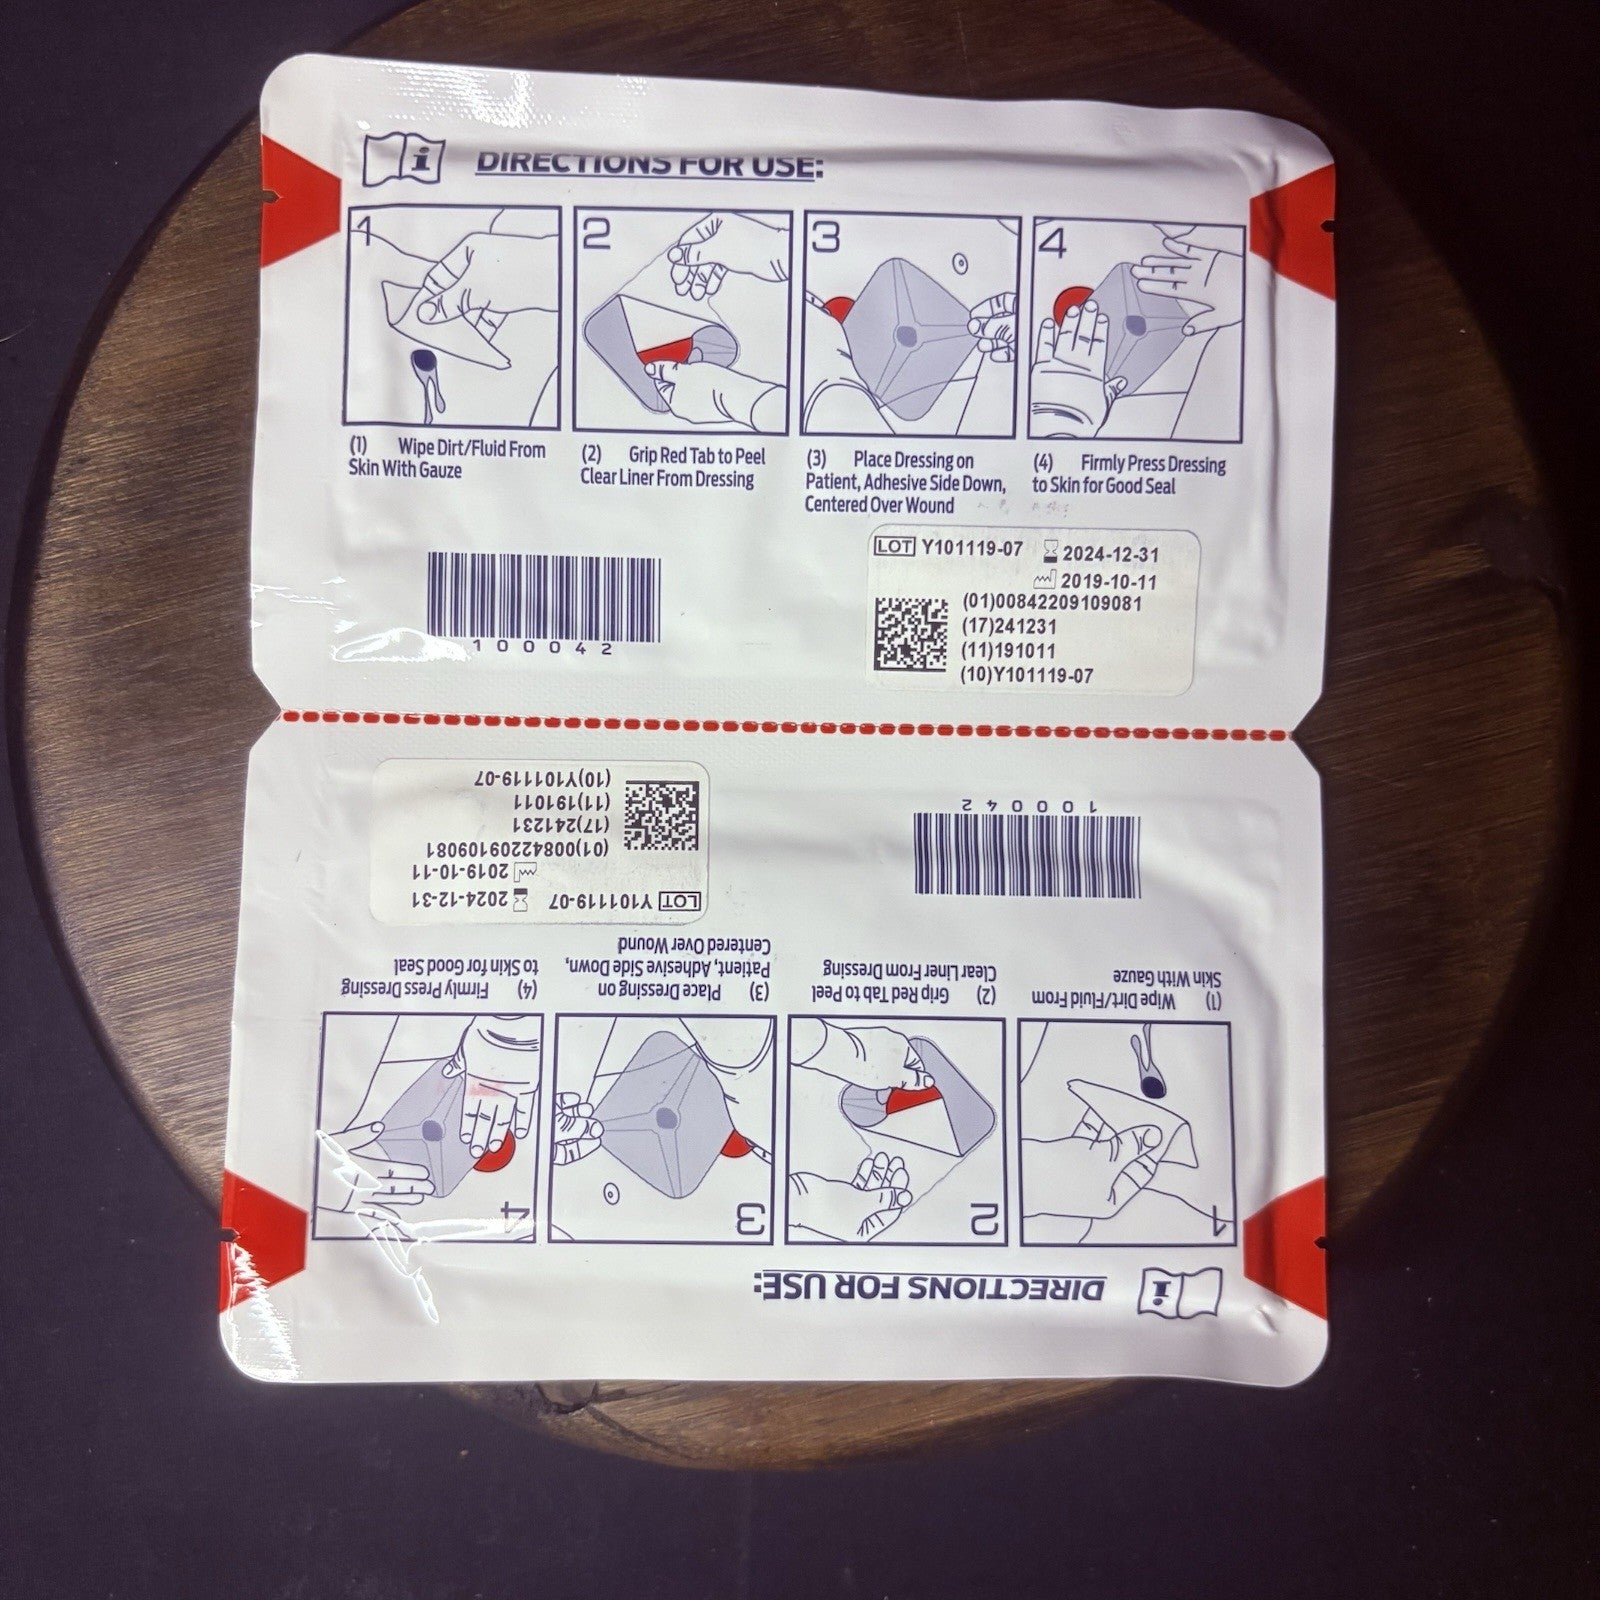 DIRECTIONS FOR USE:
1
2
3
4
(1) Wipe Dirt/Fluid From
Skin With Gauze
(2) Grip Red Tab to Peel
Clear Liner From Dressing
(3) Place Dressing on
Patient, Adhesive Side Down,
Centered Over Wound
(4) Firmly Press Dressing
to Skin for Good Seal
100042
LOT Y101119-07 2024-12-31
2019-10-11
(01)00842209109081
(17)241231
(11)191011
(10)Y101119-07
DIRECTIONS FOR USE:
1
2
3
4
(1) Wipe Dirt/Fluid From
Skin With Gauze
(2) Grip Red Tab to Peel
Clear Liner From Dressing
(3) Place Dressing on
Patient, Adhesive Side Down,
Centered Over Wound
(4) Firmly Press Dressing
to Skin for Good Seal
100042
LOT Y101119-07 2024-12-31
2019-10-11
(01)00842209109081
(17)241231
(11)191011
(10)Y101119-07